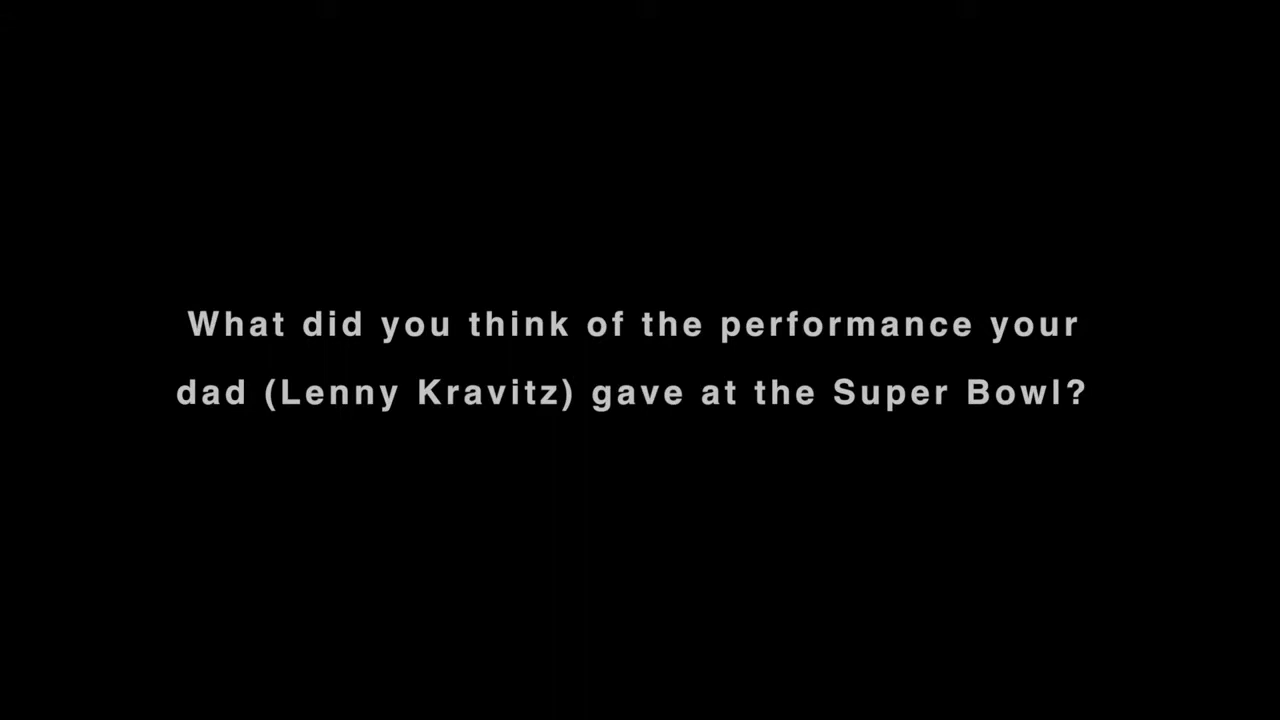 What did you think of the performance your
dad (Lenny Kravitz) gave at the Super Bowl?